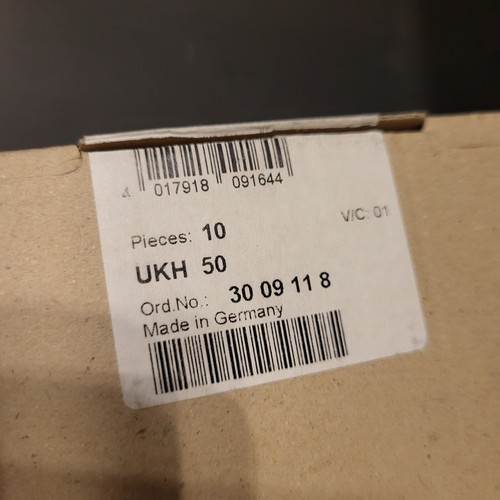 4 017918 091644
V/C: 01
Pieces: 10
UKH 50
Ord.No.: 30 09 11 8
Made in Germany